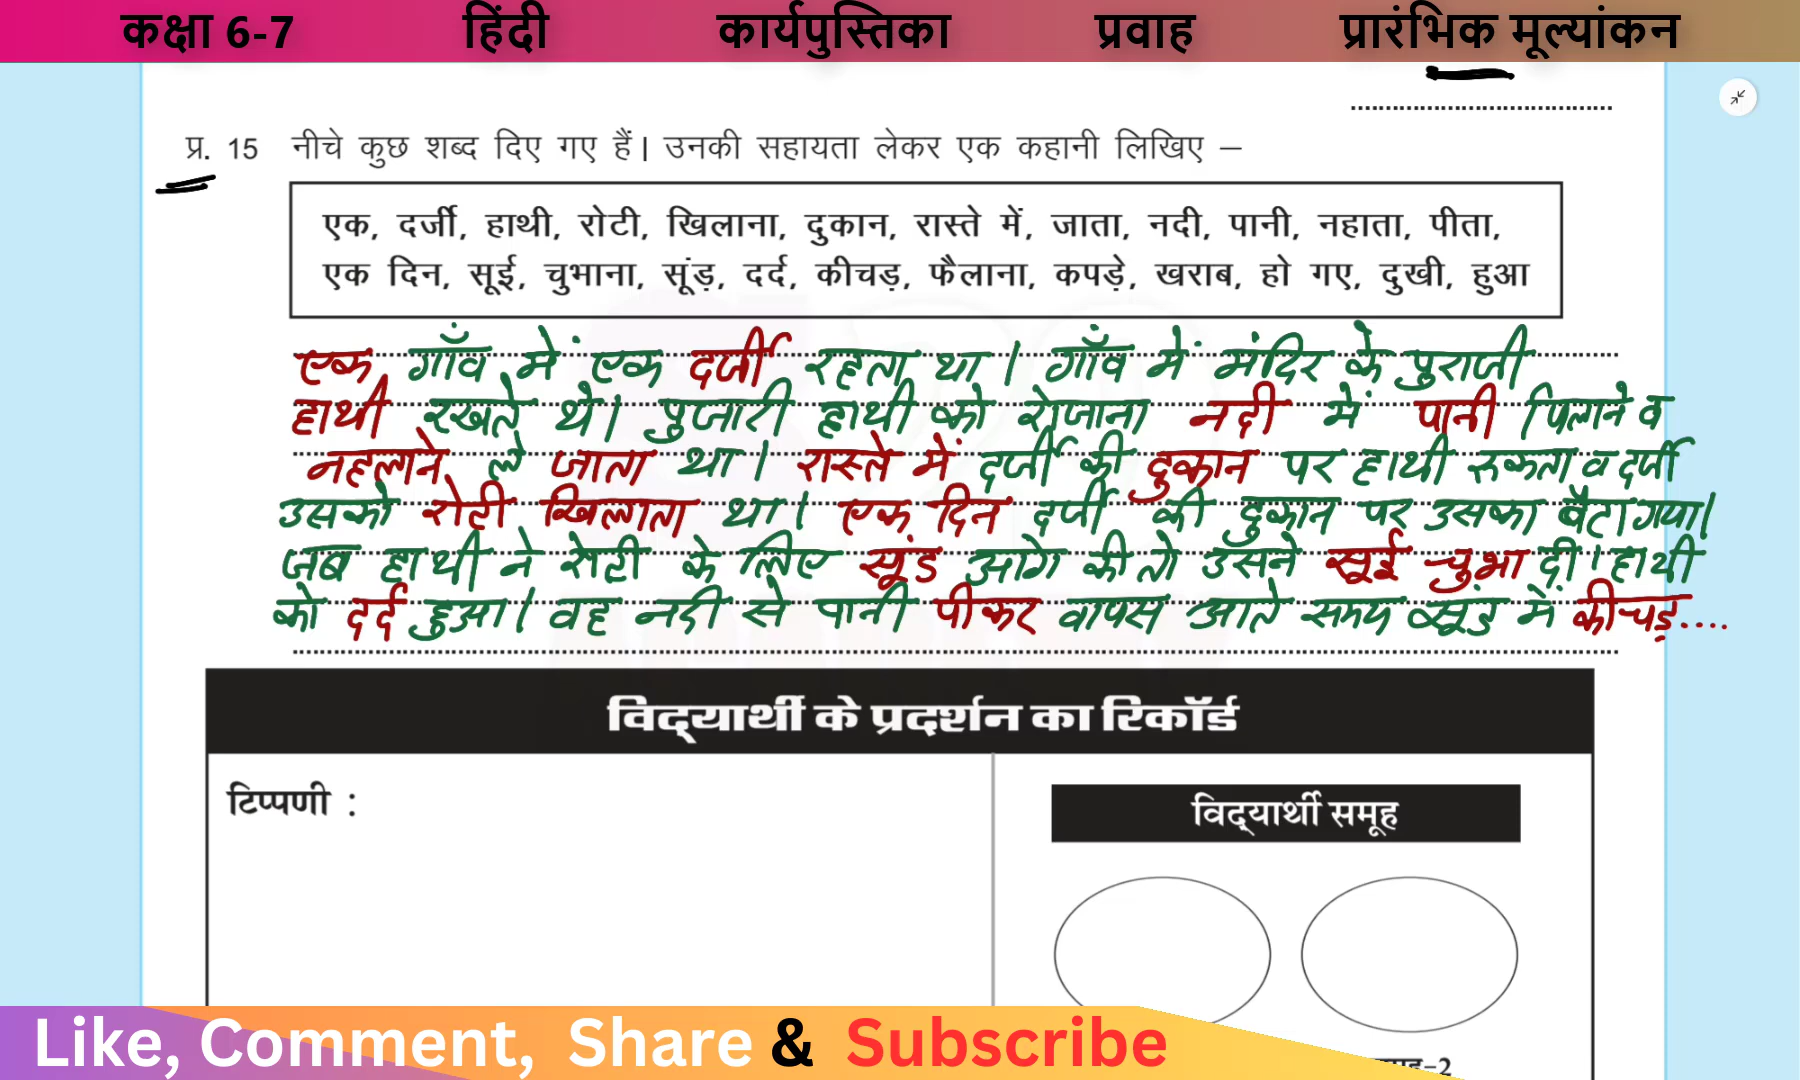 कक्षा 6-7 हिंदी कार्यपुस्तिका प्रवाह प्रारंभिक मूल्यांकन
प्र. 15 नीचे कुछ शब्द दिए गए हैं। उनकी सहायता लेकर एक कहानी लिखिए –
एक, दर्जी, हाथी, रोटी, खिलाना, दुकान, रास्ते में, जाता, नदी, पानी, नहाता, पीता,
एक दिन, सूई, चुभाना, सूंड़, दर्द, कीचड़, फैलाना, कपड़े, खराब, हो गए, दुखी, हुआ
एक गाँव में एक दर्जी रहता था। गाँव में मंदिर के पुराजी
हाथी रखते थे। पुजारी हाथी को रोजाना नदी में पानी पिलाने व
नहलाने ले जाता था। रास्ते में दर्जी की दुकान पर हाथी रूकता व दर्जी
उसको रोटी खिलाता था। एक दिन दर्जी की दुकान पर उसका बैटा गया।
जब हाथी ने रोटी के लिए सूंड आगे की तो उसने सूई चुभा दी। हाथी
को दर्द हुआ। वह नदी से पानी पीकर वापस आते समय सूंड में कीचड़....
विद्यार्थी के प्रदर्शन का रिकॉर्ड
टिप्पणी :
विद्यार्थी समूह
Like, Comment, Share & Subscribe